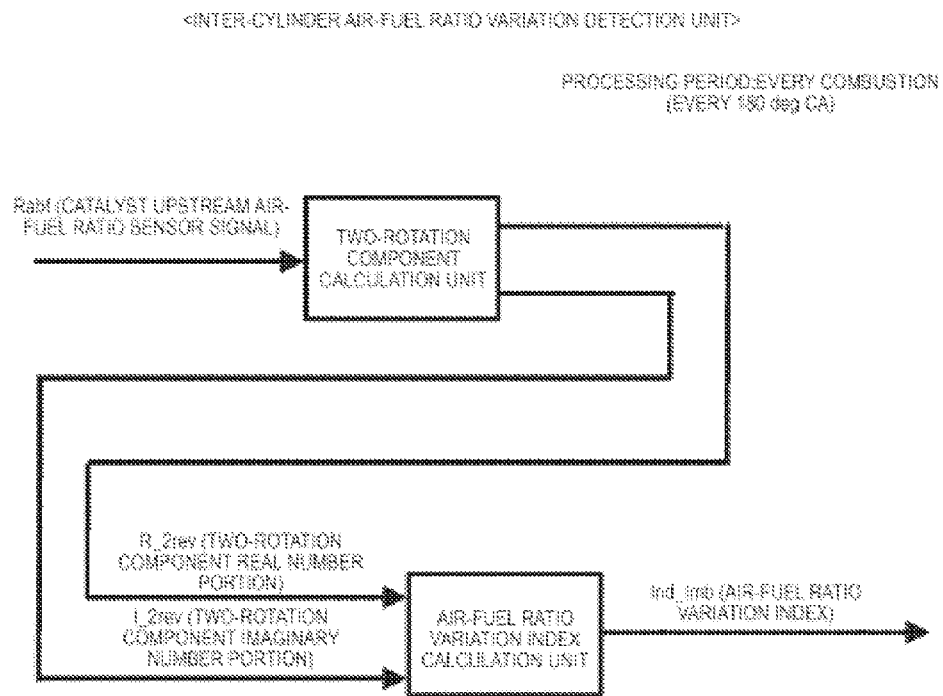 <INTER-CYLINDER AIR-FUEL RATIO VARIATION DETECTION UNIT>
PROCESSING PERIOD:EVERY COMBUSTION
(EVERY 180 deg CA)
Rabf (CATALYST UPSTREAM AIR-
FUEL RATIO SENSOR SIGNAL)
TWO-ROTATION
COMPONENT
CALCULATION UNIT
R_2rev (TWO-ROTATION
COMPONENT REAL NUMBER
PORTION)
I_2rev (TWO-ROTATION
COMPONENT IMAGINARY
NUMBER PORTION)
AIR-FUEL RATIO
VARIATION INDEX
CALCULATION UNIT
Ind_Imb (AIR-FUEL RATIO
VARIATION INDEX)